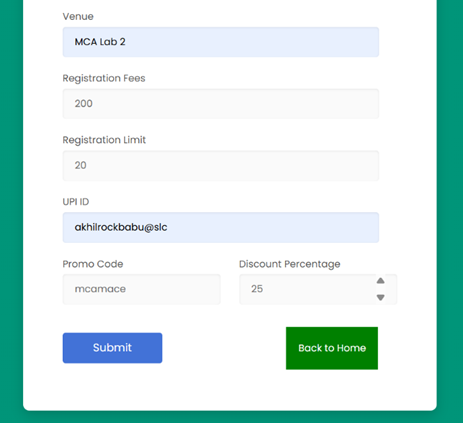 Venue
MCA Lab 2
Registration Fees
200
Registration Limit
20
UPI ID
akhilrockbabu@slc
Promo Code Discount Percentage
mcamace 25
Submit Back to Home